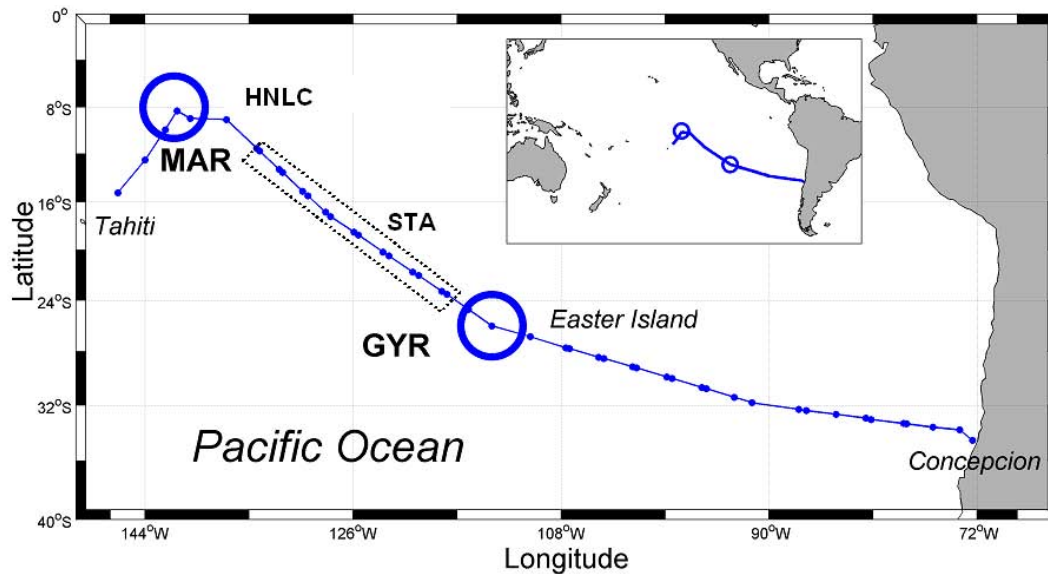 0°
8°S
16°S
24°S
32°S
40°S
Latitude
HNLC
MAR
Tahiti
STA
GYR
Easter Island
Pacific Ocean
Concepcion
144°W
126°W
108°W
90°W
72°W
Longitude